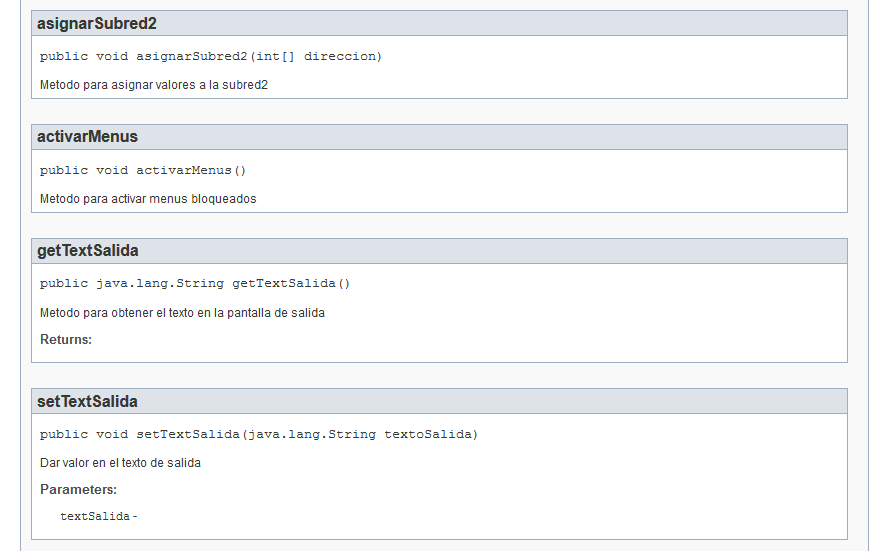 asignarSubred2
public void asignarSubred2(int[] direccion)
Metodo para asignar valores a la subred2
activarMenus
public void activarMenus()
Metodo para activar menus bloqueados
getTextSalida
public java.lang.String getTextSalida()
Metodo para obtener el texto en la pantalla de salida
Returns:
setTextSalida
public void setTextSalida(java.lang.String textoSalida)
Dar valor en el texto de salida
Parameters:
textSalida -